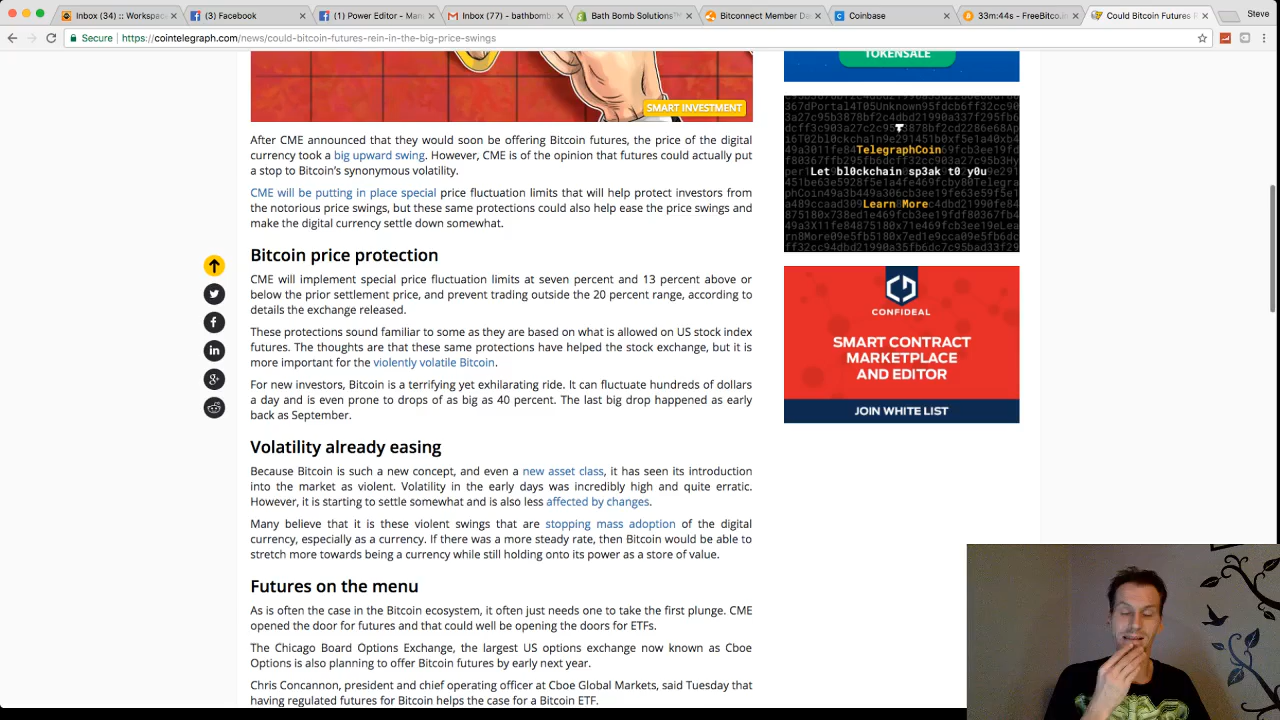 Inbox (34) - Workspac
Facebook
(4) Power Editor - Man
Inbox (77) - bathbomb
Bath Bomb Solutions™
Bitconnect Member Da
Coinbase
33m:44s - FreeBitco.in
Could Bitcoin Futures R
Steve
Secure
https://cointelegraph.com/news/could-bitcoin-futures-rein-in-the-big-price-swings
TOKENSALE
SMART INVESTMENT
After CME announced that they would soon be offering Bitcoin futures, the price of the digital
currency took a big upward swing. However, CME is of the opinion that futures could actually put
a stop to Bitcoin's synonymous volatility.
CME will be putting in place special price fluctuation limits that will help protect investors from
the notorious price swings, but these same protections could also help ease the price swings and
make the digital currency settle down somewhat.
Bitcoin price protection
CME will implement special price fluctuation limits at seven percent and 13 percent above or
below the prior settlement price, and prevent trading outside the 20 percent range, according to
details the exchange released.
These protections sound familiar to some as they are based on what is allowed on US stock index
futures. The thoughts are that these same protections have helped the stock exchange, but it is
more important for the violently volatile Bitcoin.
For new investors, Bitcoin is a terrifying yet exhilarating ride. It can fluctuate hundreds of dollars
a day and is even prone to drops of as big as 40 percent. The last big drop happened as early
back as September.
Volatility already easing
Because Bitcoin is such a new concept, and even a new asset class, it has seen its introduction
into the market as violent. Volatility in the early days was incredibly high and quite erratic.
However, it is starting to settle somewhat and is also less affected by changes.
Many believe that it is these violent swings that are stopping mass adoption of the digital
currency, especially as a currency. If there was a more steady rate, then Bitcoin would be able to
stretch more towards being a currency while still holding onto its power as a store of value.
Futures on the menu
As is often the case in the Bitcoin ecosystem, it often just needs one to take the first plunge. CME
opened the door for futures and that could well be opening the doors for ETFs.
The Chicago Board Options Exchange, the largest US options exchange now known as Cboe
Options is also planning to offer Bitcoin futures by early next year.
Chris Concannon, president and chief operating officer at Cboe Global Markets, said Tuesday that
having regulated futures for Bitcoin helps the case for a Bitcoin ETF.
TelegraphCoin
Let bl0ckchain sp3ak t0 y0u
Learn More
CONFIDEAL
SMART CONTRACT
MARKETPLACE
AND EDITOR
JOIN WHITE LIST